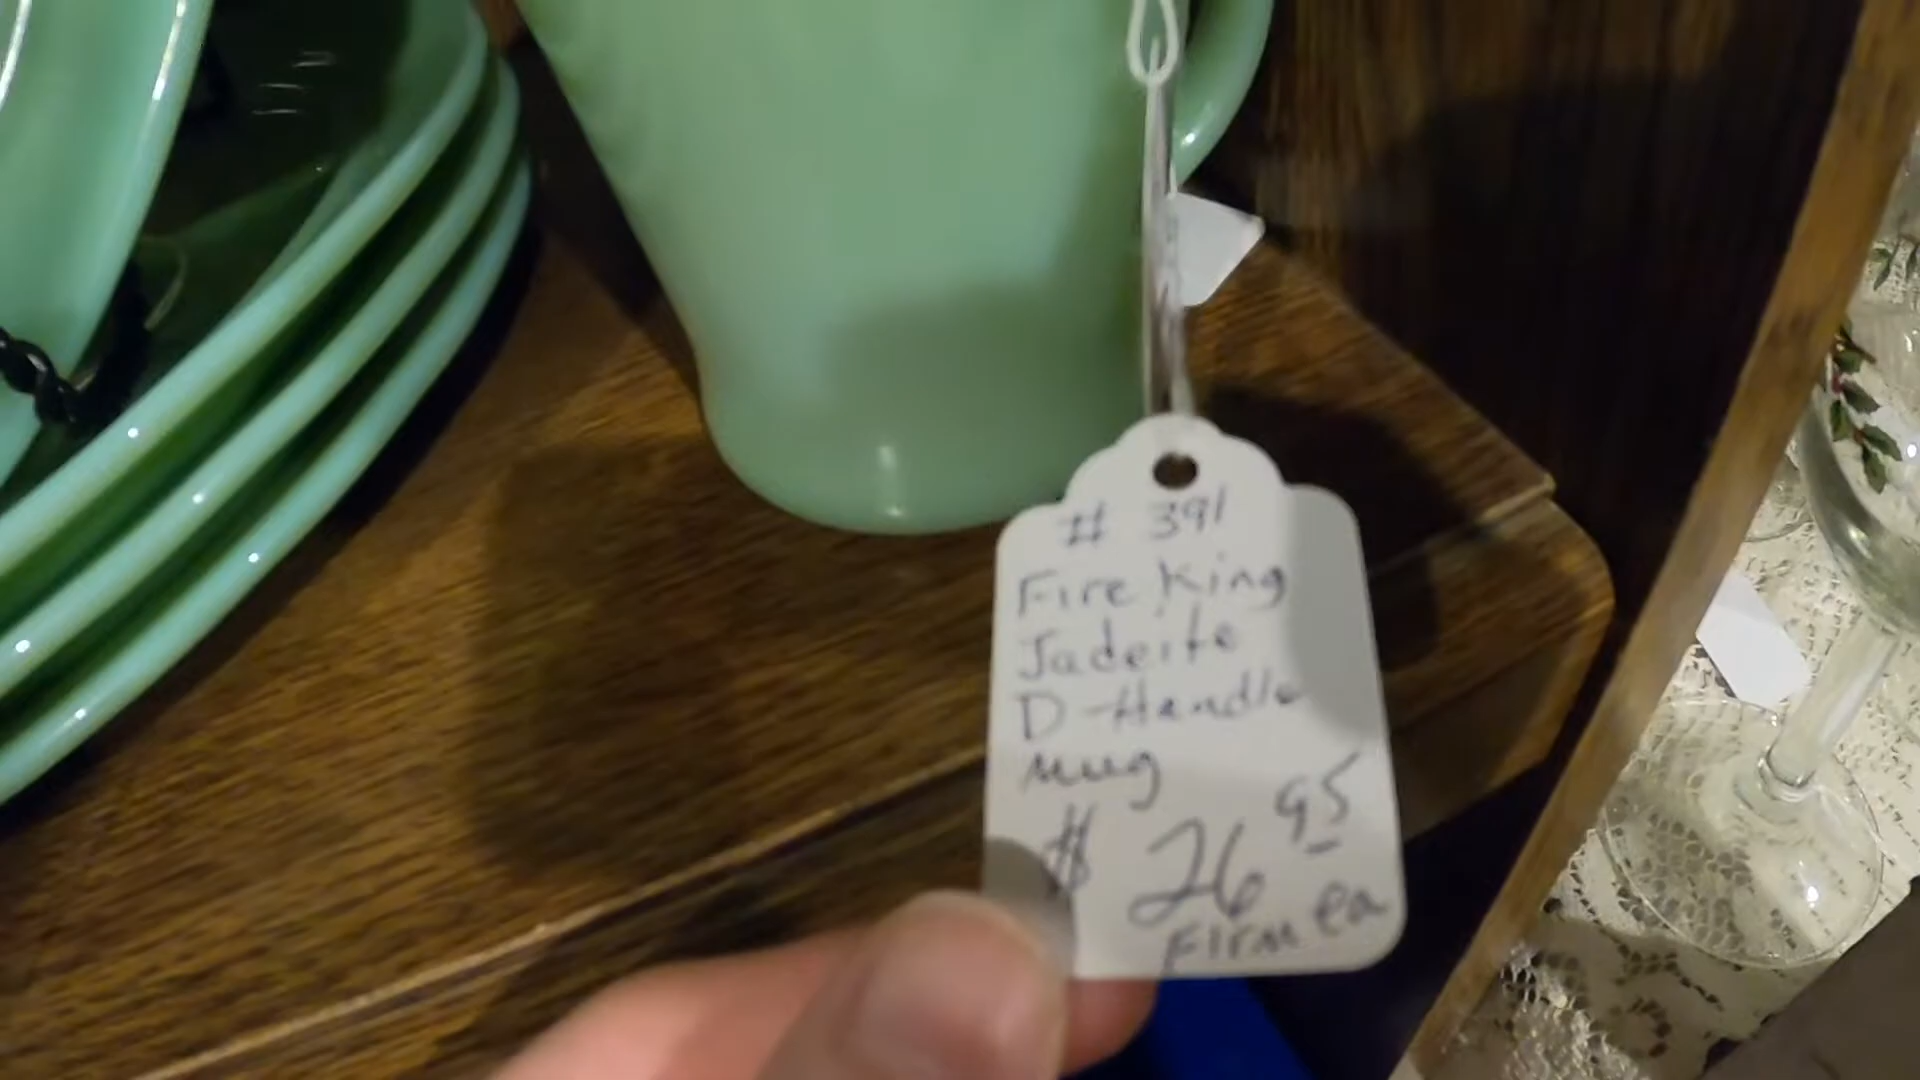 # 391
Fire King
Jadeite
D-Handle
Mug
$ 26 95
Firm ea